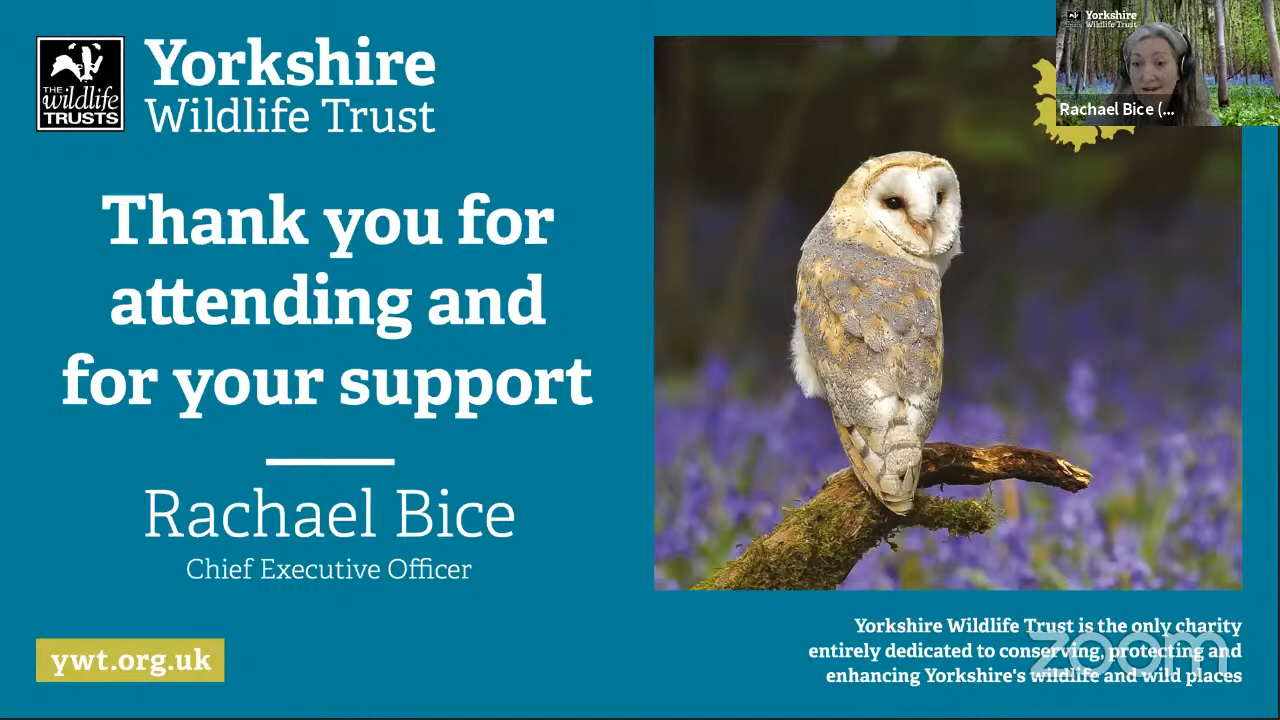 THE
wildlife
TRUSTS
Yorkshire
Wildlife Trust
Thank you for
attending and
for your support
Rachael Bice
Chief Executive Officer
ywt.org.uk
Yorkshire
Wildlife Trust
Rachael Bice (...
Yorkshire Wildlife Trust is the only charity
entirely dedicated to conserving, protecting and
enhancing Yorkshire's wildlife and wild places
zoom